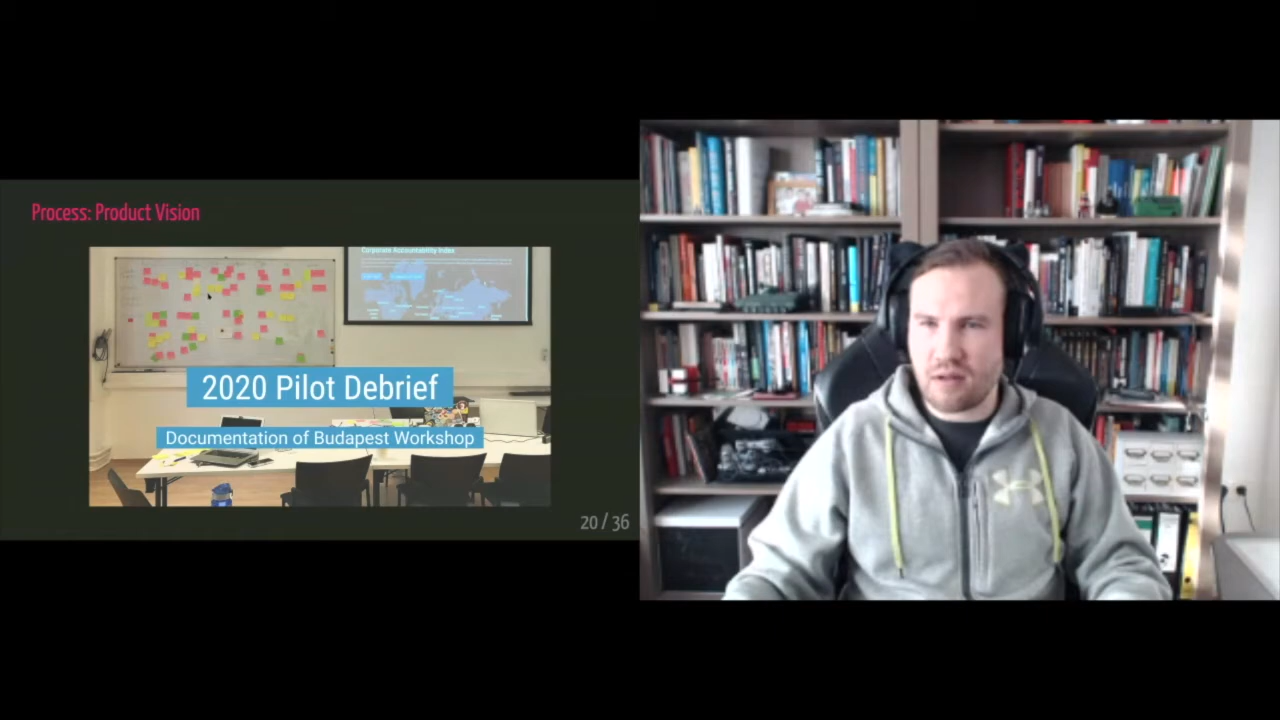 Process: Product Vision
Corporate Accountability Index
2020 Pilot Debrief
Documentation of Budapest Workshop
20 / 36